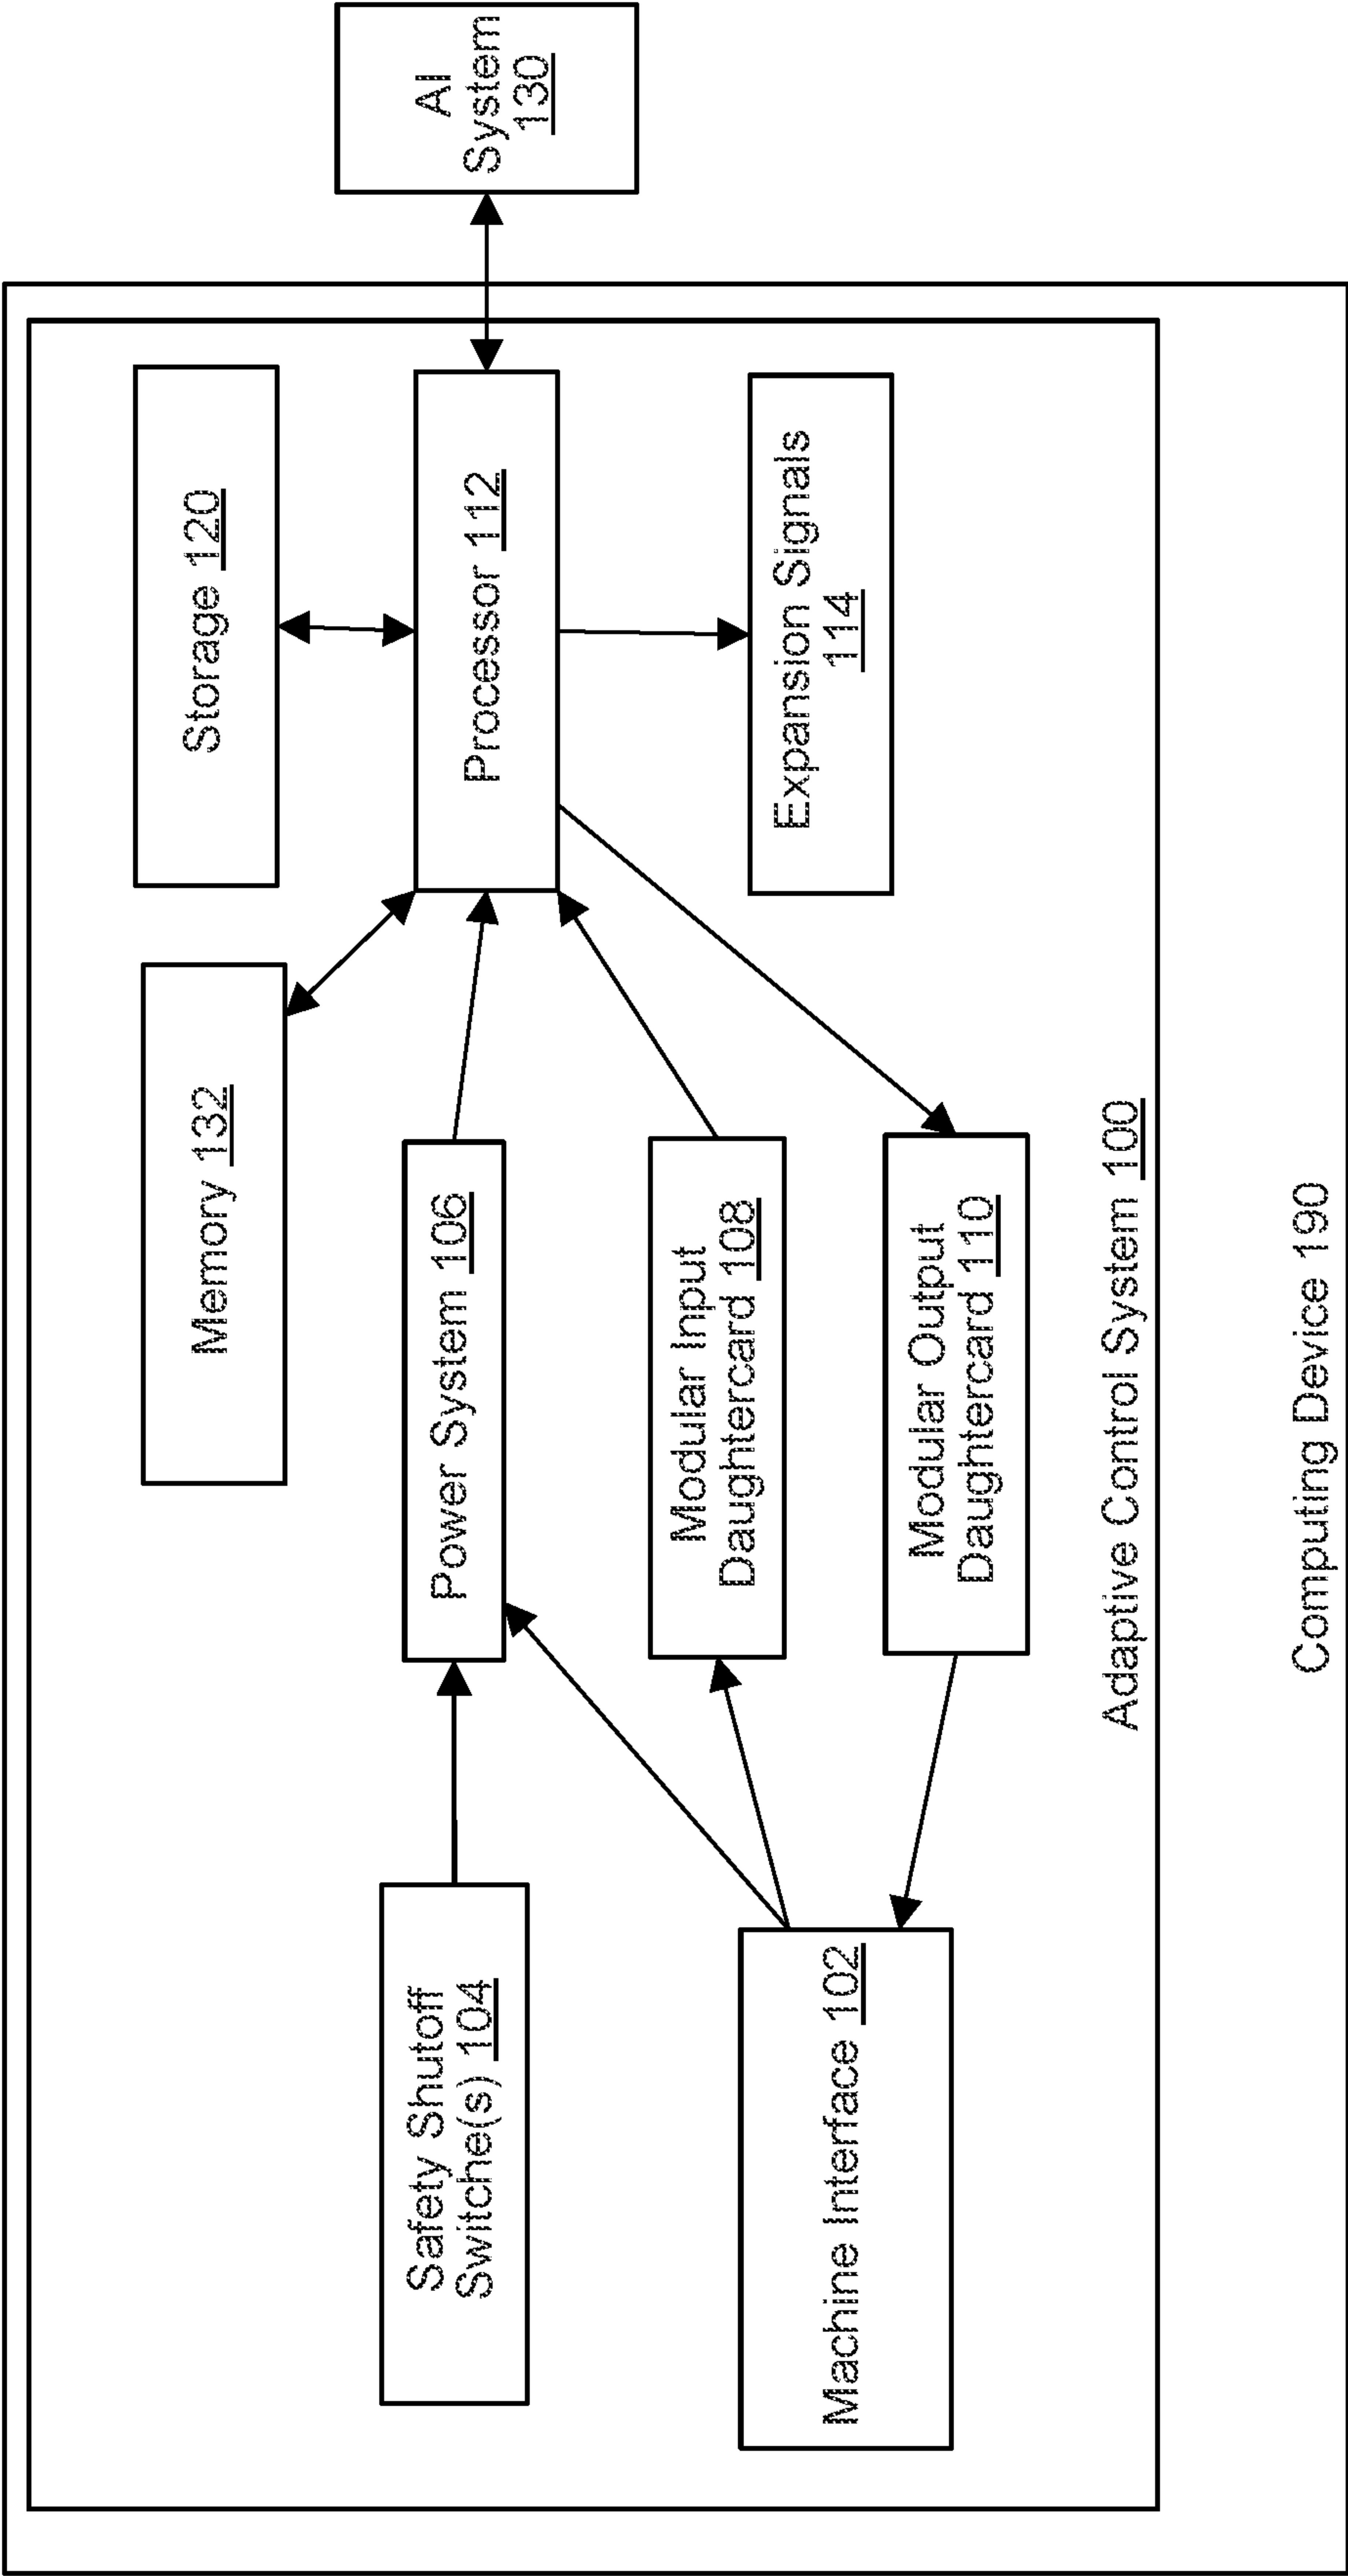 Memory 132
Storage 120
Safety Shutoff
Switche(s) 104
Power System 106
Processor 112
AI
System
130
Modular Input
Daughtercard 108
Machine Interface 102
Expansion Signals
114
Modular Output
Daughtercard 110
Adaptive Control System 100
Computing Device 190